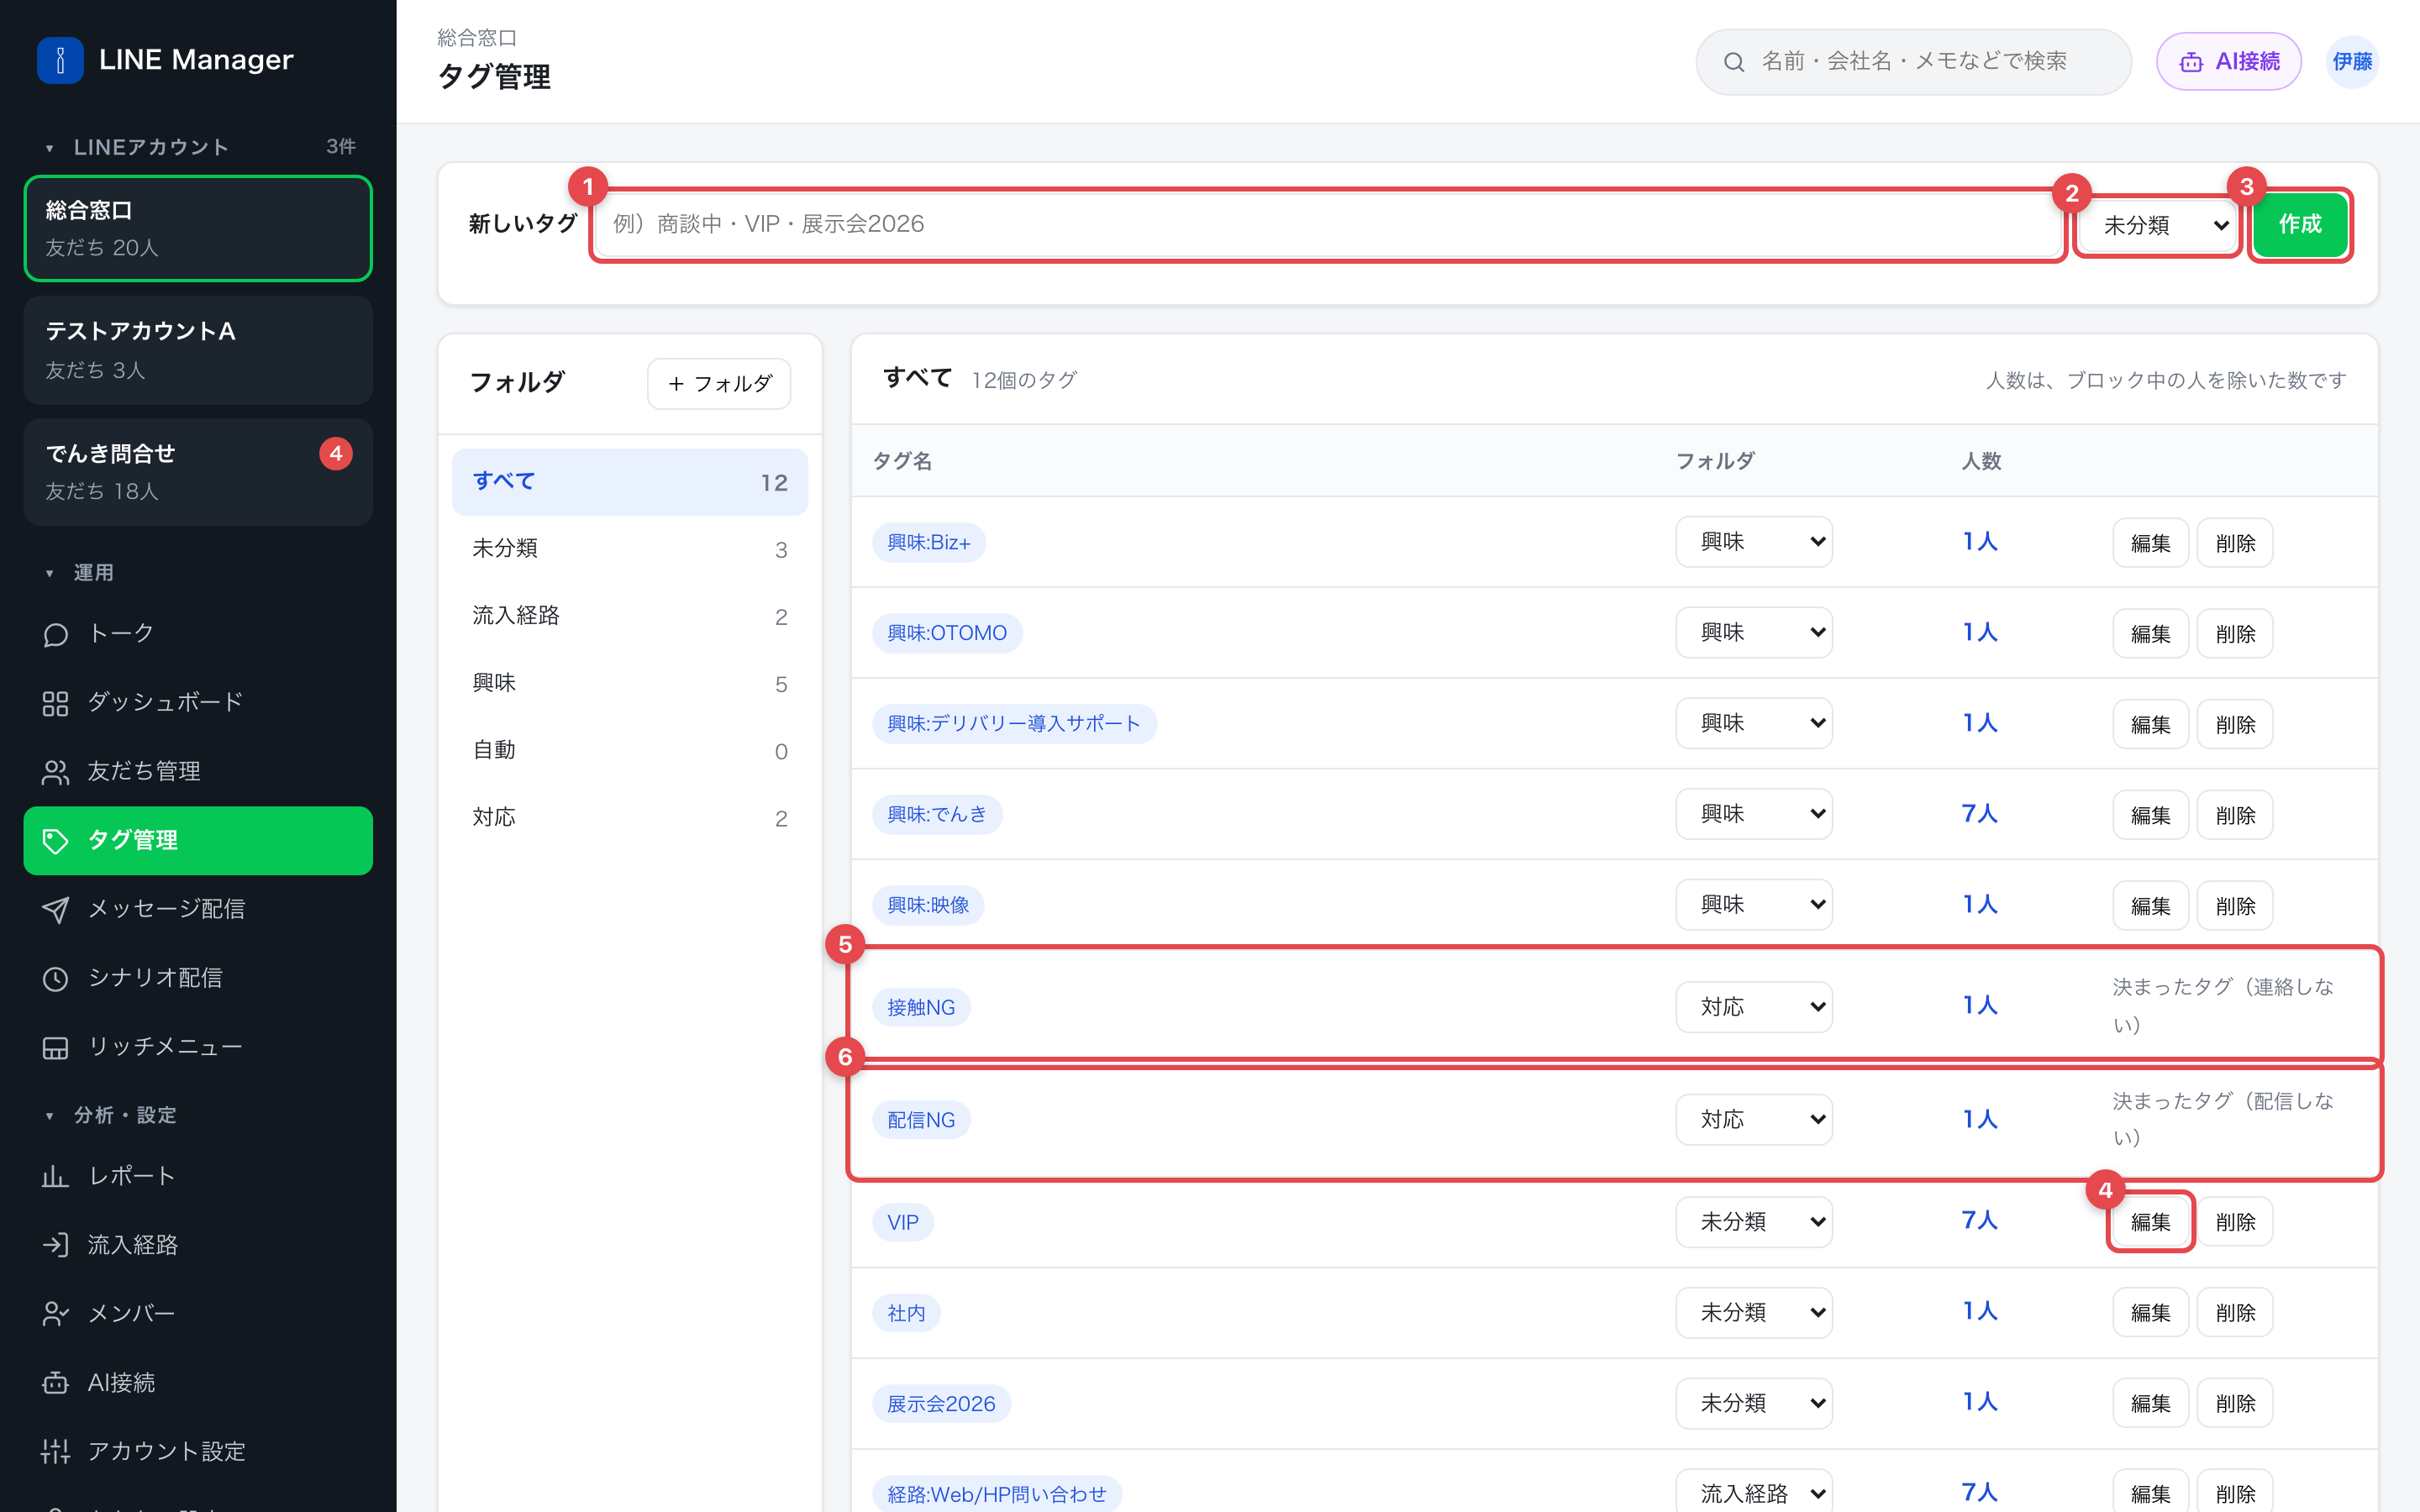 LINE Manager
LINEアカウント 3件
総合窓口
友だち 20人
テストアカウントA
友だち 3人
でんき問合せ 4
友だち 18人
運用
トーク
ダッシュボード
友だち管理
タグ管理
メッセージ配信
シナリオ配信
リッチメニュー
分析・設定
レポート
流入経路
メンバー
AI接続
アカウント設定
総合窓口
タグ管理
名前・会社名・メモなどで検索
AI接続
伊藤
1 2 3
新しいタグ 例）商談中・VIP・展示会2026 未分類 作成
フォルダ + フォルダ
すべて 12
未分類 3
流入経路 2
興味 5
自動 0
対応 2
すべて 12個のタグ 人数は、ブロック中の人を除いた数です
タグ名 フォルダ 人数
興味:Biz+ 興味 1人 編集 削除
興味:OTOMO 興味 1人 編集 削除
興味:デリバリー導入サポート 興味 1人 編集 削除
興味:でんき 興味 7人 編集 削除
興味:映像 興味 1人 編集 削除
5
接触NG 対応 1人 決まったタグ（連絡しな
い）
6
配信NG 対応 1人 決まったタグ（配信しな
い）
4
VIP 未分類 7人 編集 削除
社内 未分類 1人 編集 削除
展示会2026 未分類 1人 編集 削除
経路:Web/HP問い合わせ 流入経路 7人 編集 削除